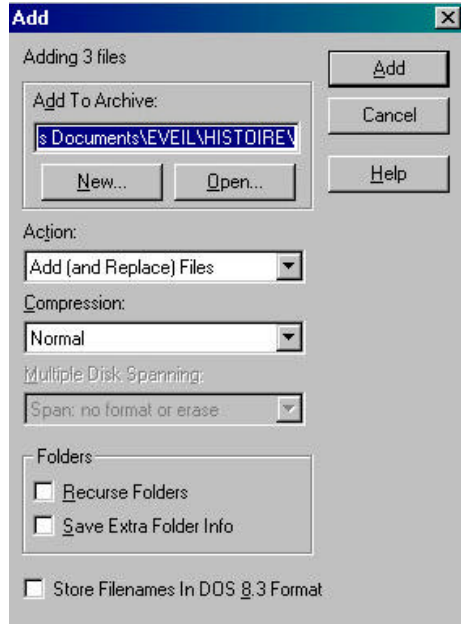 Add
Adding 3 files
Add
Add To Archive:
Cancel
s Documents\EVEIL\HISTOIRE\
New...
Open...
Help
Action:
Add (and Replace) Files
Compression:
Normal
Multiple Disk Spanning:
Span: no format or erase
Folders
Recurse Folders
Save Extra Folder Info
Store Filenames In DOS 8.3 Format